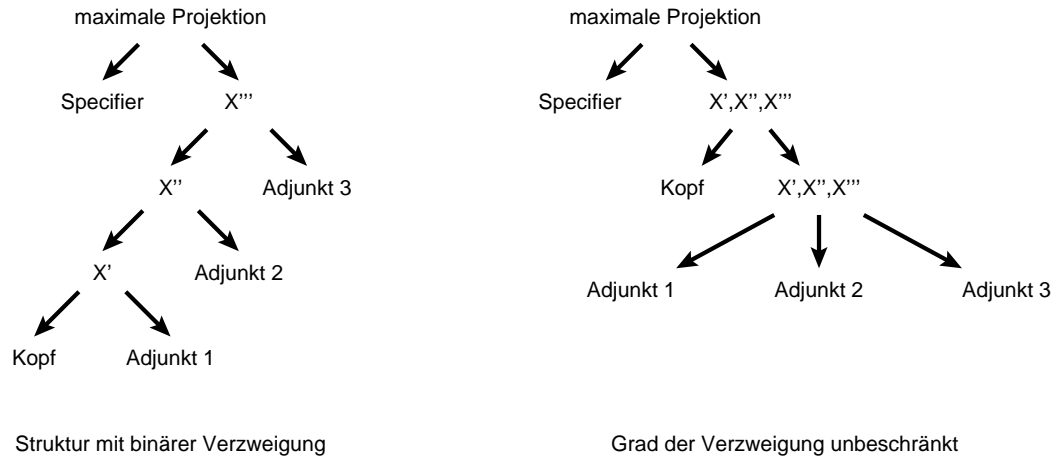 maximale Projektion
Specifier X'''
X'' Adjunkt 3
X' Adjunkt 2
Kopf Adjunkt 1
Struktur mit binärer Verzweigung
maximale Projektion
Specifier X',X'',X'''
Kopf X',X'',X'''
Adjunkt 1 Adjunkt 2 Adjunkt 3
Grad der Verzweigung unbeschränkt